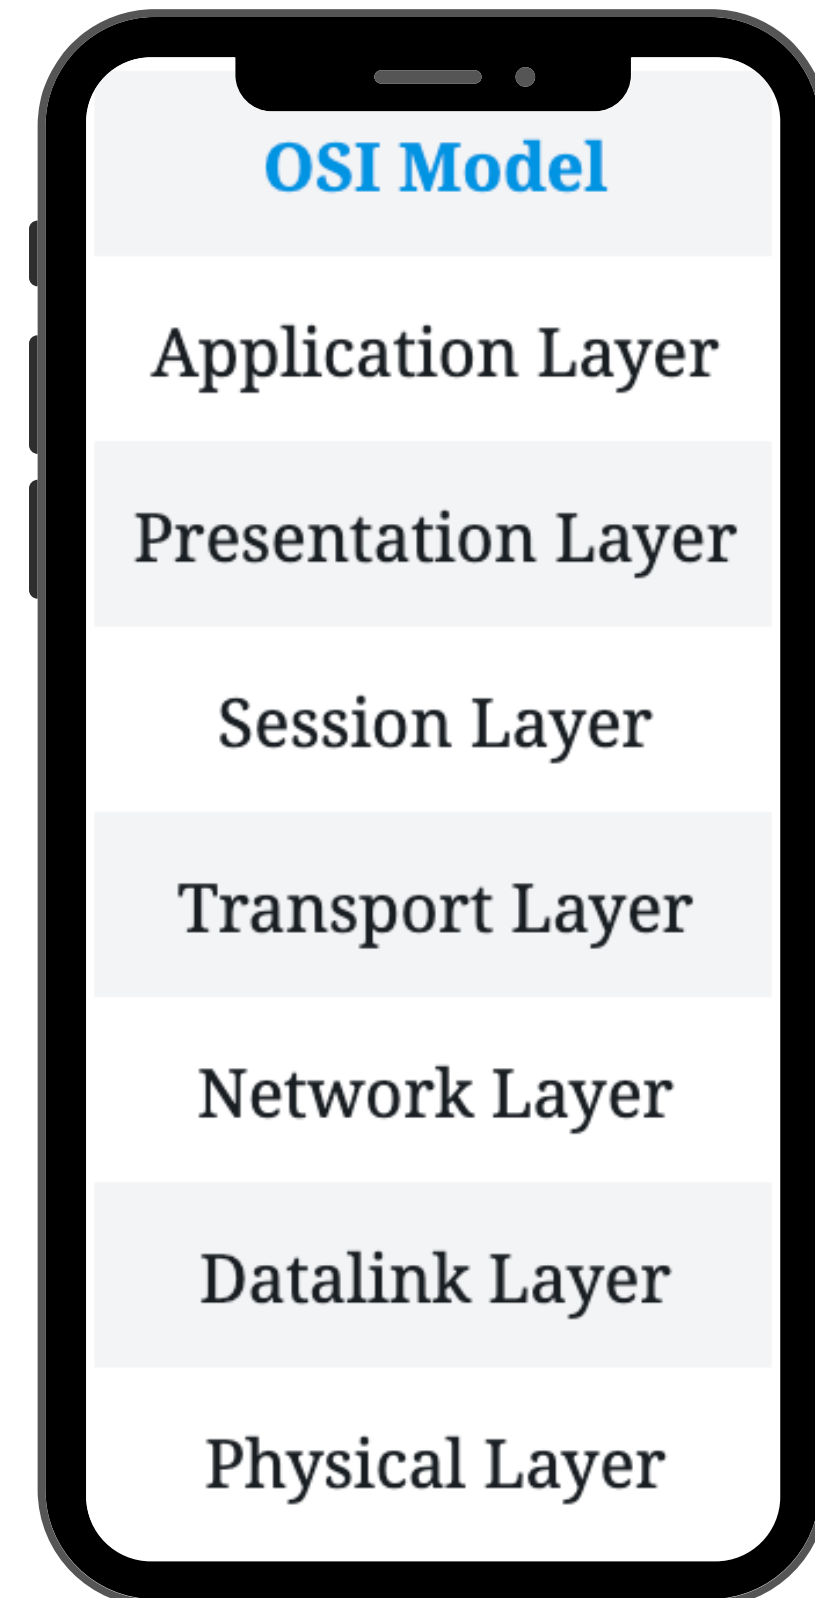 OSI Model
Application Layer
Presentation Layer
Session Layer
Transport Layer
Network Layer
Datalink Layer
Physical Layer